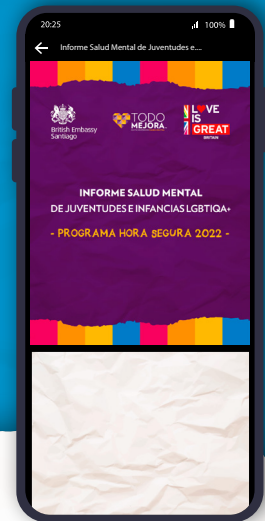 20:25
100%
Informe Salud Mental de Juventudes e...
British Embassy
Santiago
TODO
MEJORA
LOVE
IS
GREAT
BRITAIN
INFORME SALUD MENTAL
DE JUVENTUDES E INFANCIAS LGBTIQA+
- PROGRAMA HORA SEGURA 2022 -